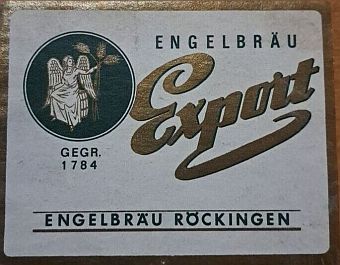 ENGELBRÄU
Export
GEGR.
1784
ENGELBRÄU RÖCKINGEN